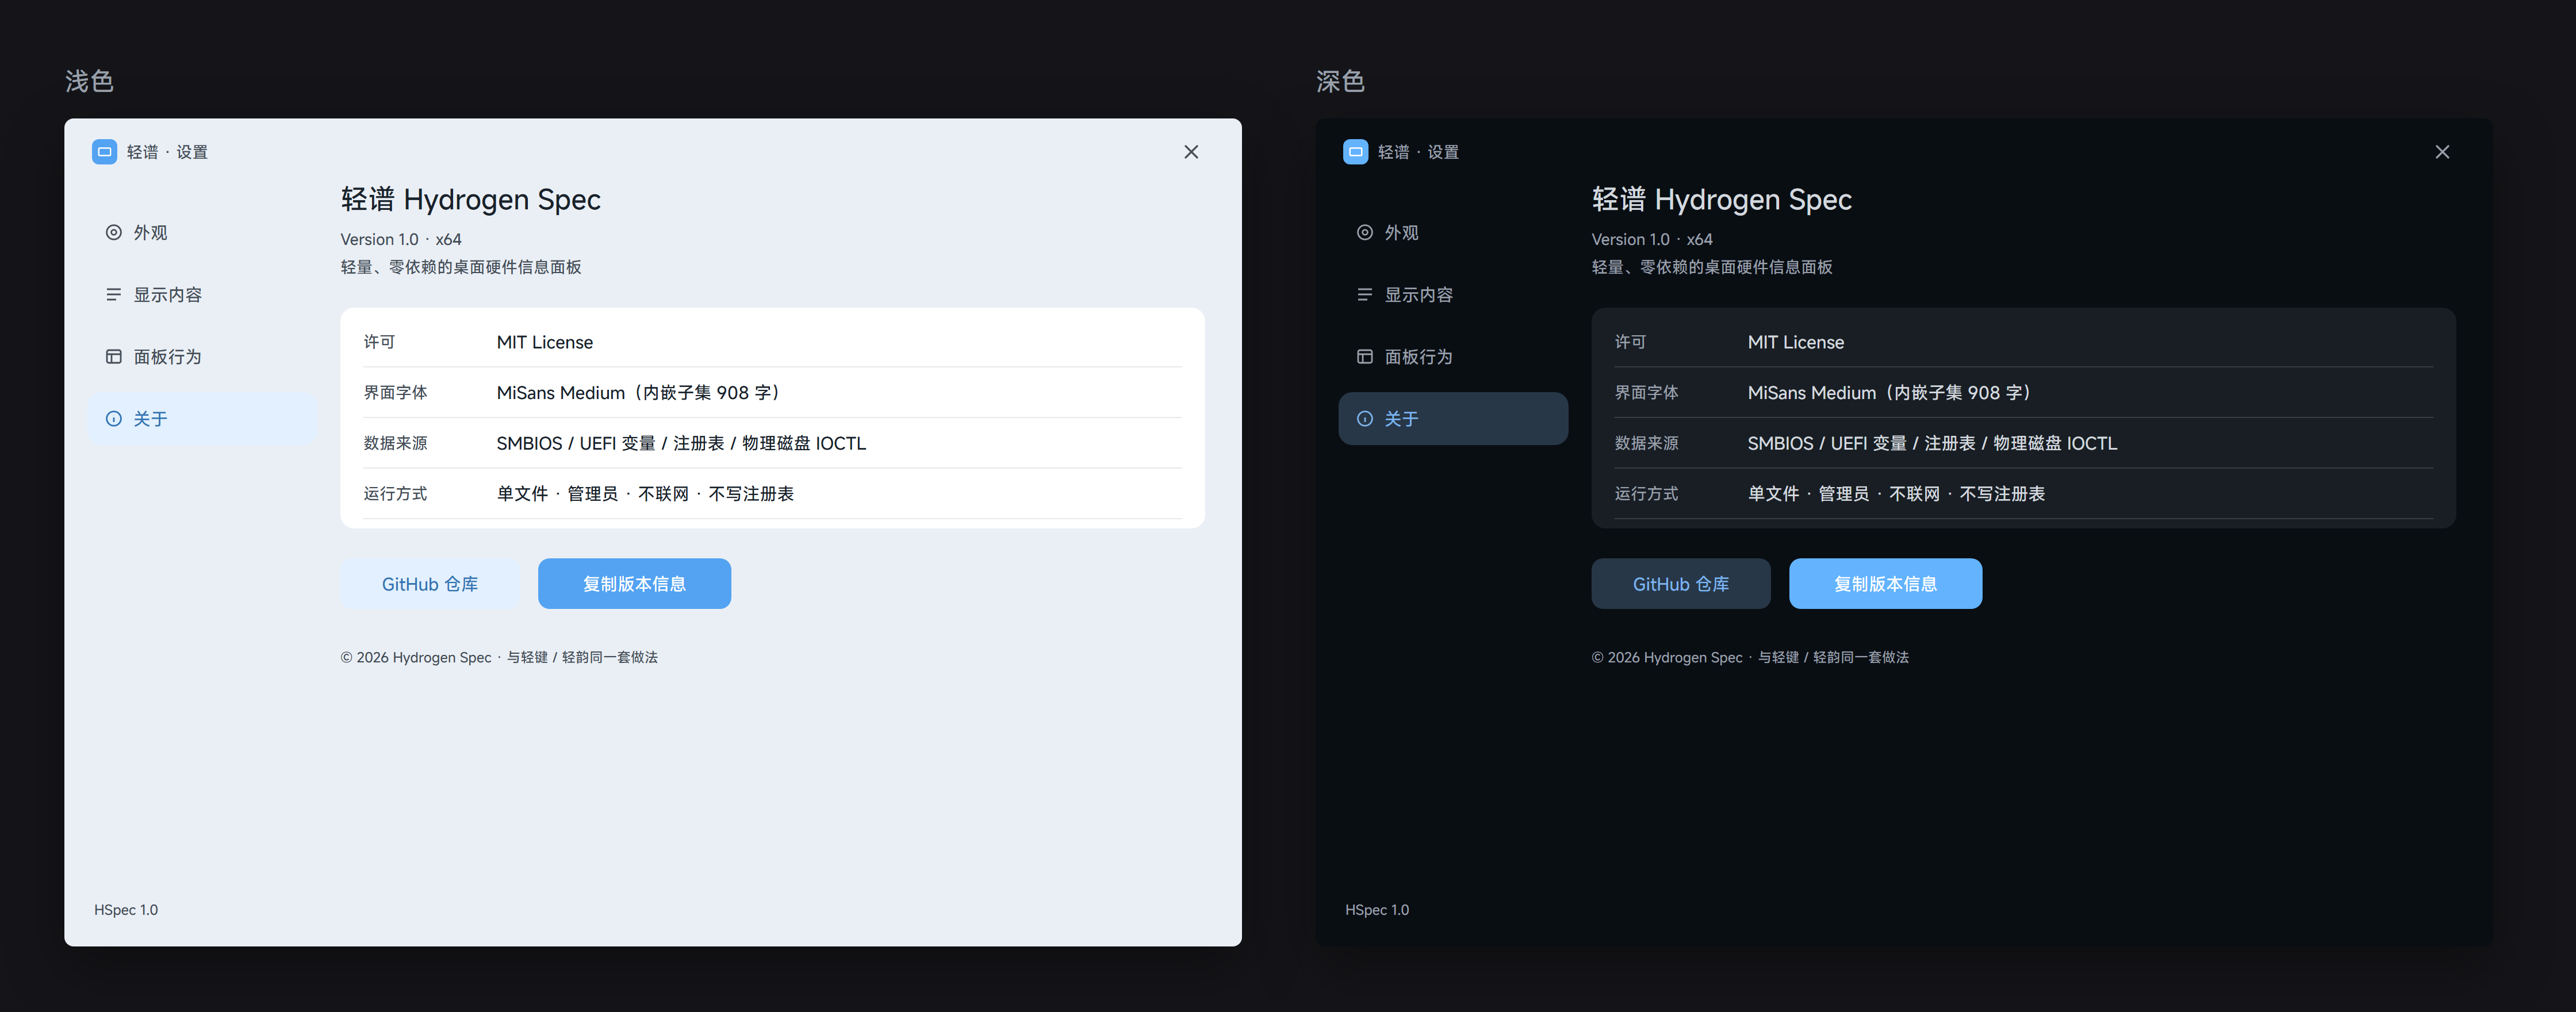 浅色
轻谱 · 设置
外观
显示内容
面板行为
关于
轻谱 Hydrogen Spec
Version 1.0 · x64
轻量、零依赖的桌面硬件信息面板
许可 MIT License
界面字体 MiSans Medium（内嵌子集 908 字）
数据来源 SMBIOS / UEFI 变量 / 注册表 / 物理磁盘 IOCTL
运行方式 单文件 · 管理员 · 不联网 · 不写注册表
GitHub 仓库 复制版本信息
© 2026 Hydrogen Spec · 与轻键 / 轻韵同一套做法
HSpec 1.0
深色
轻谱 · 设置
外观
显示内容
面板行为
关于
轻谱 Hydrogen Spec
Version 1.0 · x64
轻量、零依赖的桌面硬件信息面板
许可 MIT License
界面字体 MiSans Medium（内嵌子集 908 字）
数据来源 SMBIOS / UEFI 变量 / 注册表 / 物理磁盘 IOCTL
运行方式 单文件 · 管理员 · 不联网 · 不写注册表
GitHub 仓库 复制版本信息
© 2026 Hydrogen Spec · 与轻键 / 轻韵同一套做法
HSpec 1.0